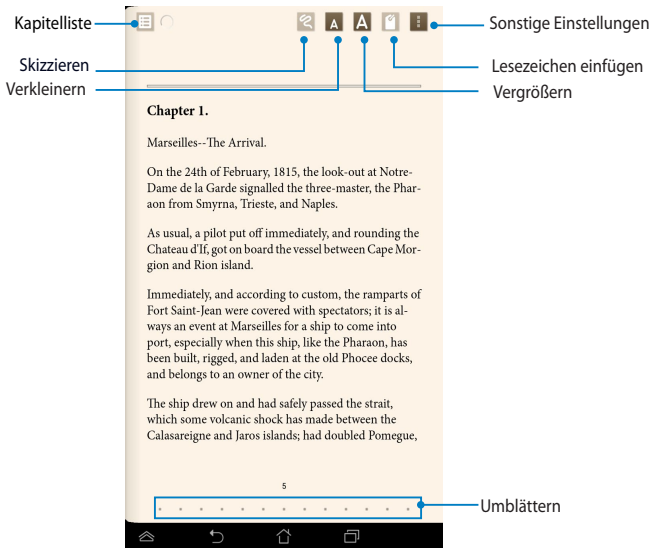 Kapitelliste
Sonstige Einstellungen
Skizzieren
Lesezeichen einfügen
Verkleinern
Vergrößern
A A
Chapter 1.
Marseilles--The Arrival.
On the 24th of February, 1815, the look-out at Notre-
Dame de la Garde signalled the three-master, the Phar-
aon from Smyrna, Trieste, and Naples.
As usual, a pilot put off immediately, and rounding the
Chateau d'If, got on board the vessel between Cape Mor-
gion and Rion island.
Immediately, and according to custom, the ramparts of
Fort Saint-Jean were covered with spectators; it is al-
ways an event at Marseilles for a ship to come into
port, especially when this ship, like the Pharaon, has
been built, rigged, and laden at the old Phocee docks,
and belongs to an owner of the city.
The ship drew on and had safely passed the strait,
which some volcanic shock has made between the
Calasareigne and Jaros islands; had doubled Pomegue,
5
Umblättern